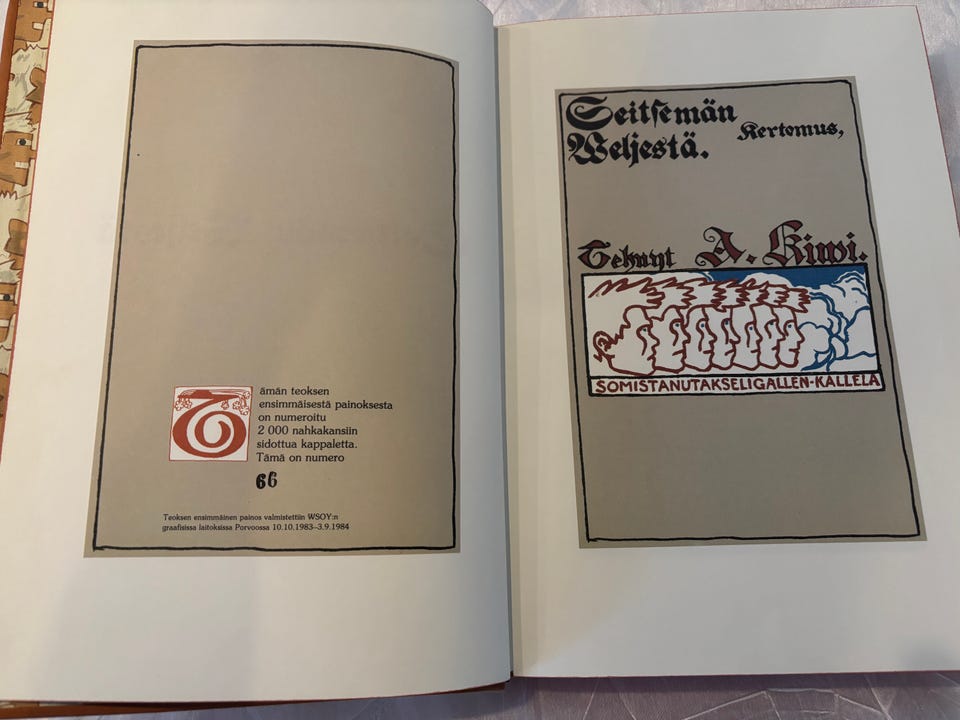 Tämän teoksen
ensimmäisestä painoksesta
on numeroitu
2 000 nahkakansiin
sidottua kappaletta.
Tämä on numero
66
Teoksen ensimmäinen painos valmistettiin WSOY:n
graafisissa laitoksissa Porvoossa 10.10.1983–3.9.1984
Seitſemän
Weljestä.
Kertomus,
Tehnyt A. Kiwi.
SOMISTANUT AKSELI GALLEN-KALLELA